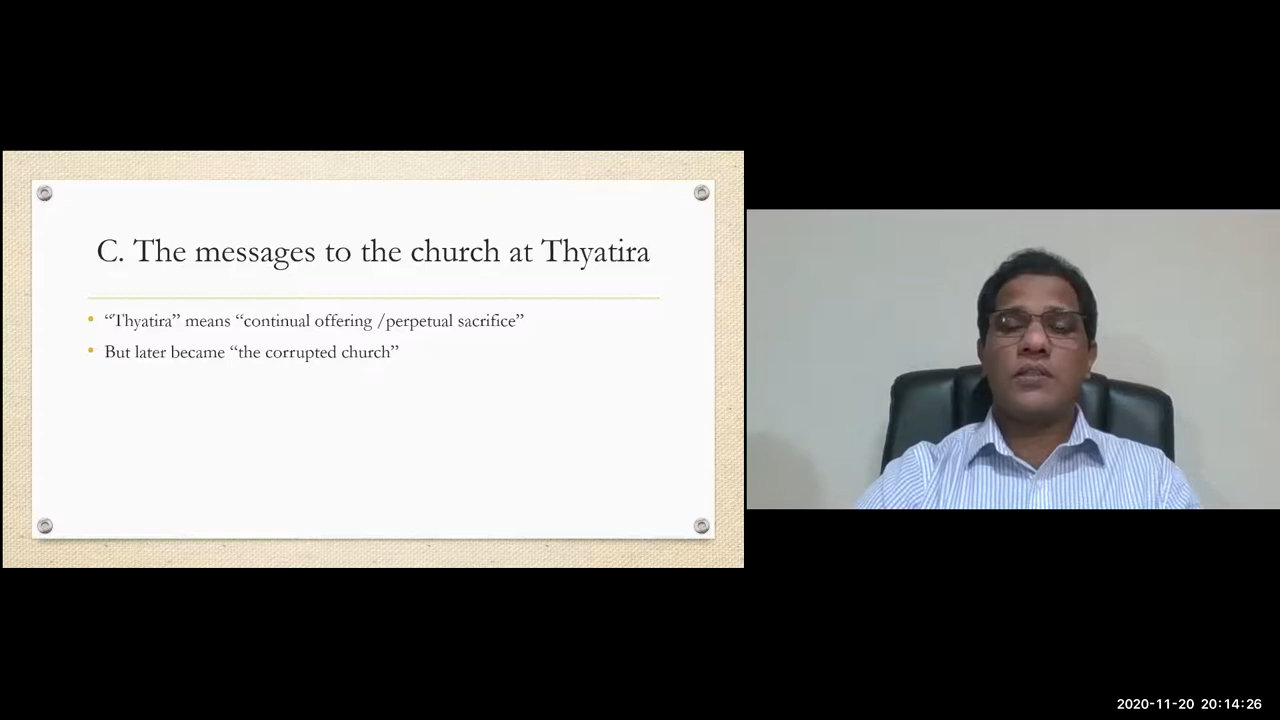 C. The messages to the church at Thyatira
• “Thyatira” means “continual offering /perpetual sacrifice”
• But later became “the corrupted church”
2020-11-20 20:14:26